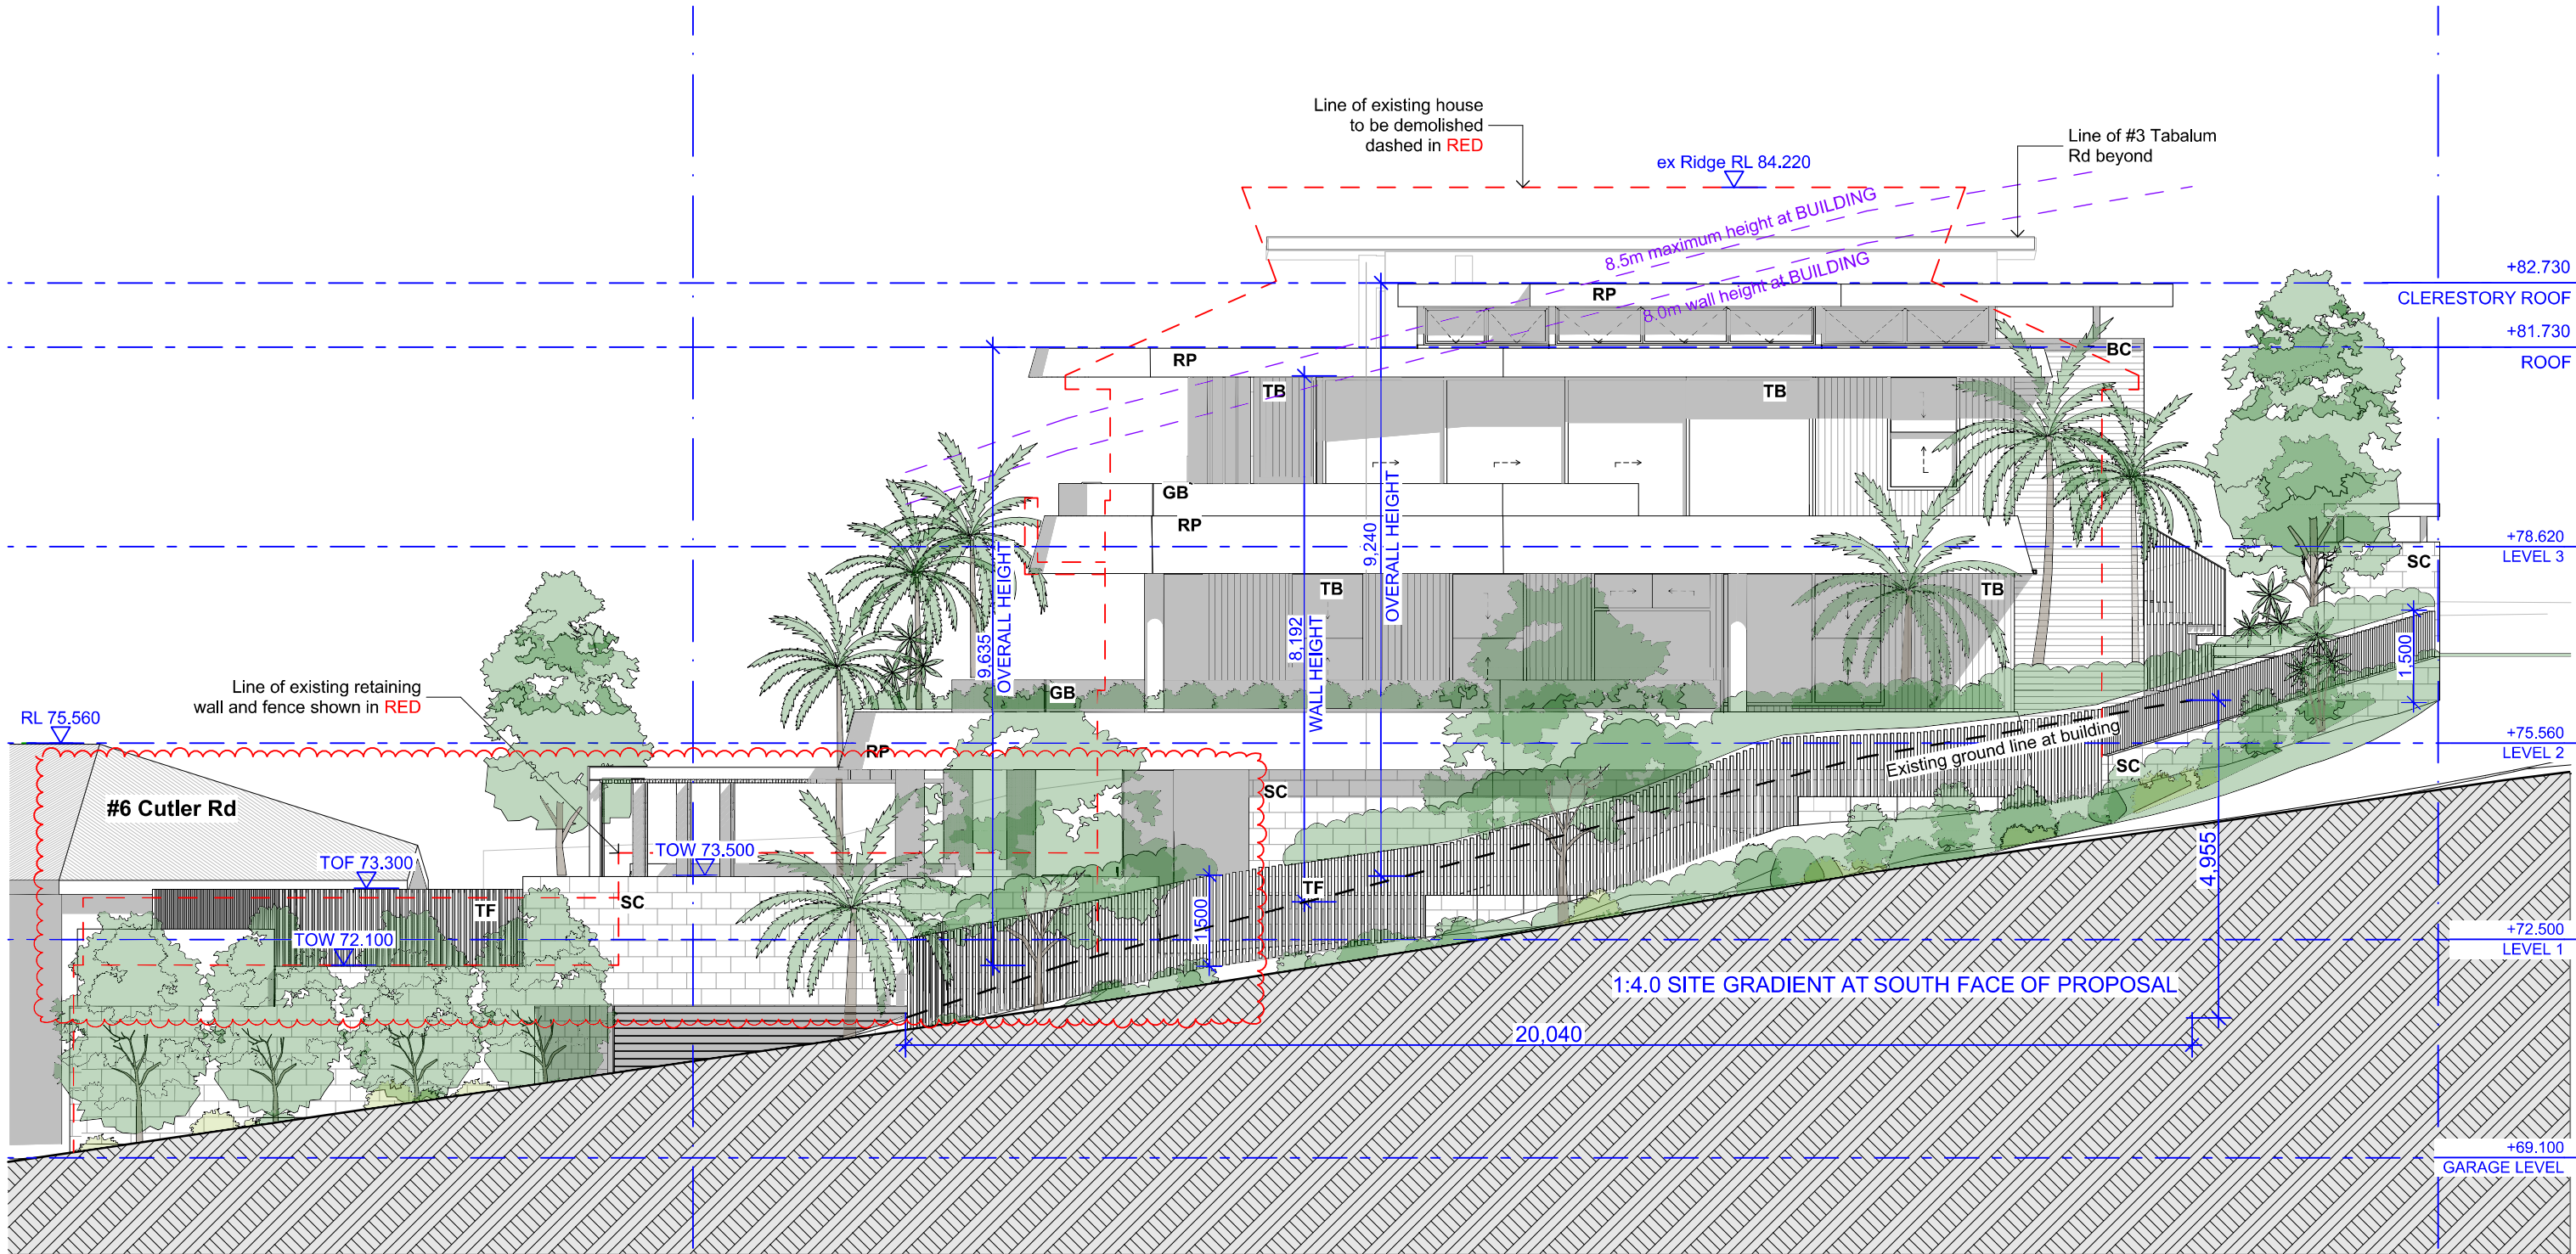 Line of existing house
to be demolished
dashed in RED
ex Ridge RL 84.220
Line of #3 Tabalum
Rd beyond
8.5m maximum height at BUILDING
8.0m wall height at BUILDING
+82.730
CLERESTORY ROOF
+81.730
ROOF
RP
RP
BC
TB
TB
GB
RP
9,240
OVERALL HEIGHT
+78.620
LEVEL 3
SC
TB
TB
9,635
OVERALL HEIGHT
8,192
WALL HEIGHT
1,500
Line of existing retaining
wall and fence shown in RED
GB
RL 75.560
RP
Existing ground line at building
+75.560
LEVEL 2
SC
SC
#6 Cutler Rd
TOF 73.300
TOW 73.500
TF
SC
TF
1,500
4,955
TOW 72.100
+72.500
LEVEL 1
1:4.0 SITE GRADIENT AT SOUTH FACE OF PROPOSAL
20,040
+69.100
GARAGE LEVEL